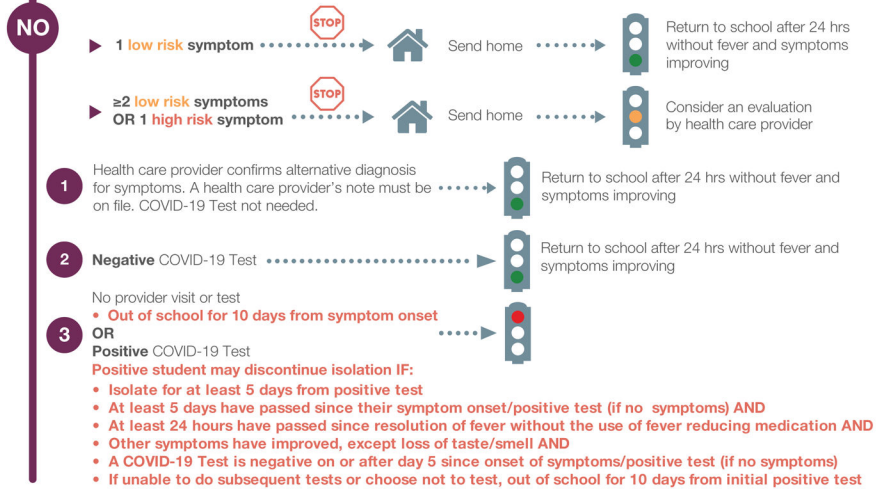 NO
1 low risk symptom
STOP
Send home
Return to school after 24 hrs
without fever and symptoms
improving
≥2 low risk symptoms
OR 1 high risk symptom
STOP
Send home
Consider an evaluation
by health care provider
1
Health care provider confirms alternative diagnosis
for symptoms. A health care provider's note must be
on file. COVID-19 Test not needed.
Return to school after 24 hrs without fever and
symptoms improving
2
Negative COVID-19 Test
Return to school after 24 hrs without fever and
symptoms improving
3
No provider visit or test
• Out of school for 10 days from symptom onset
OR
Positive COVID-19 Test
Positive student may discontinue isolation IF:
• Isolate for at least 5 days from positive test
• At least 5 days have passed since their symptom onset/positive test (if no symptoms) AND
• At least 24 hours have passed since resolution of fever without the use of fever reducing medication AND
• Other symptoms have improved, except loss of taste/smell AND
• A COVID-19 Test is negative on or after day 5 since onset of symptoms/positive test (if no symptoms)
• If unable to do subsequent tests or choose not to test, out of school for 10 days from initial positive test